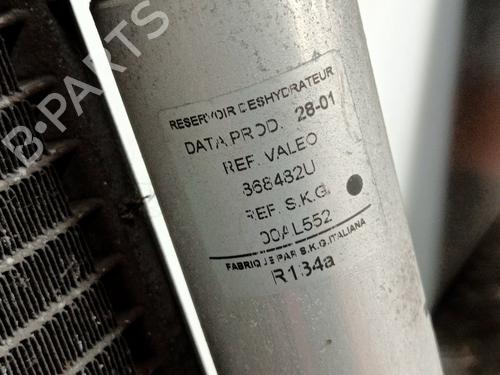 B-PARTS
RESERVOIR DESHYDRATEUR
DATA PROD. 28-01
REF. VALEO
868482U
REF. S.K.G.
00AL552
FABRIQUE PAR S.K.G. ITALIANA
R134a